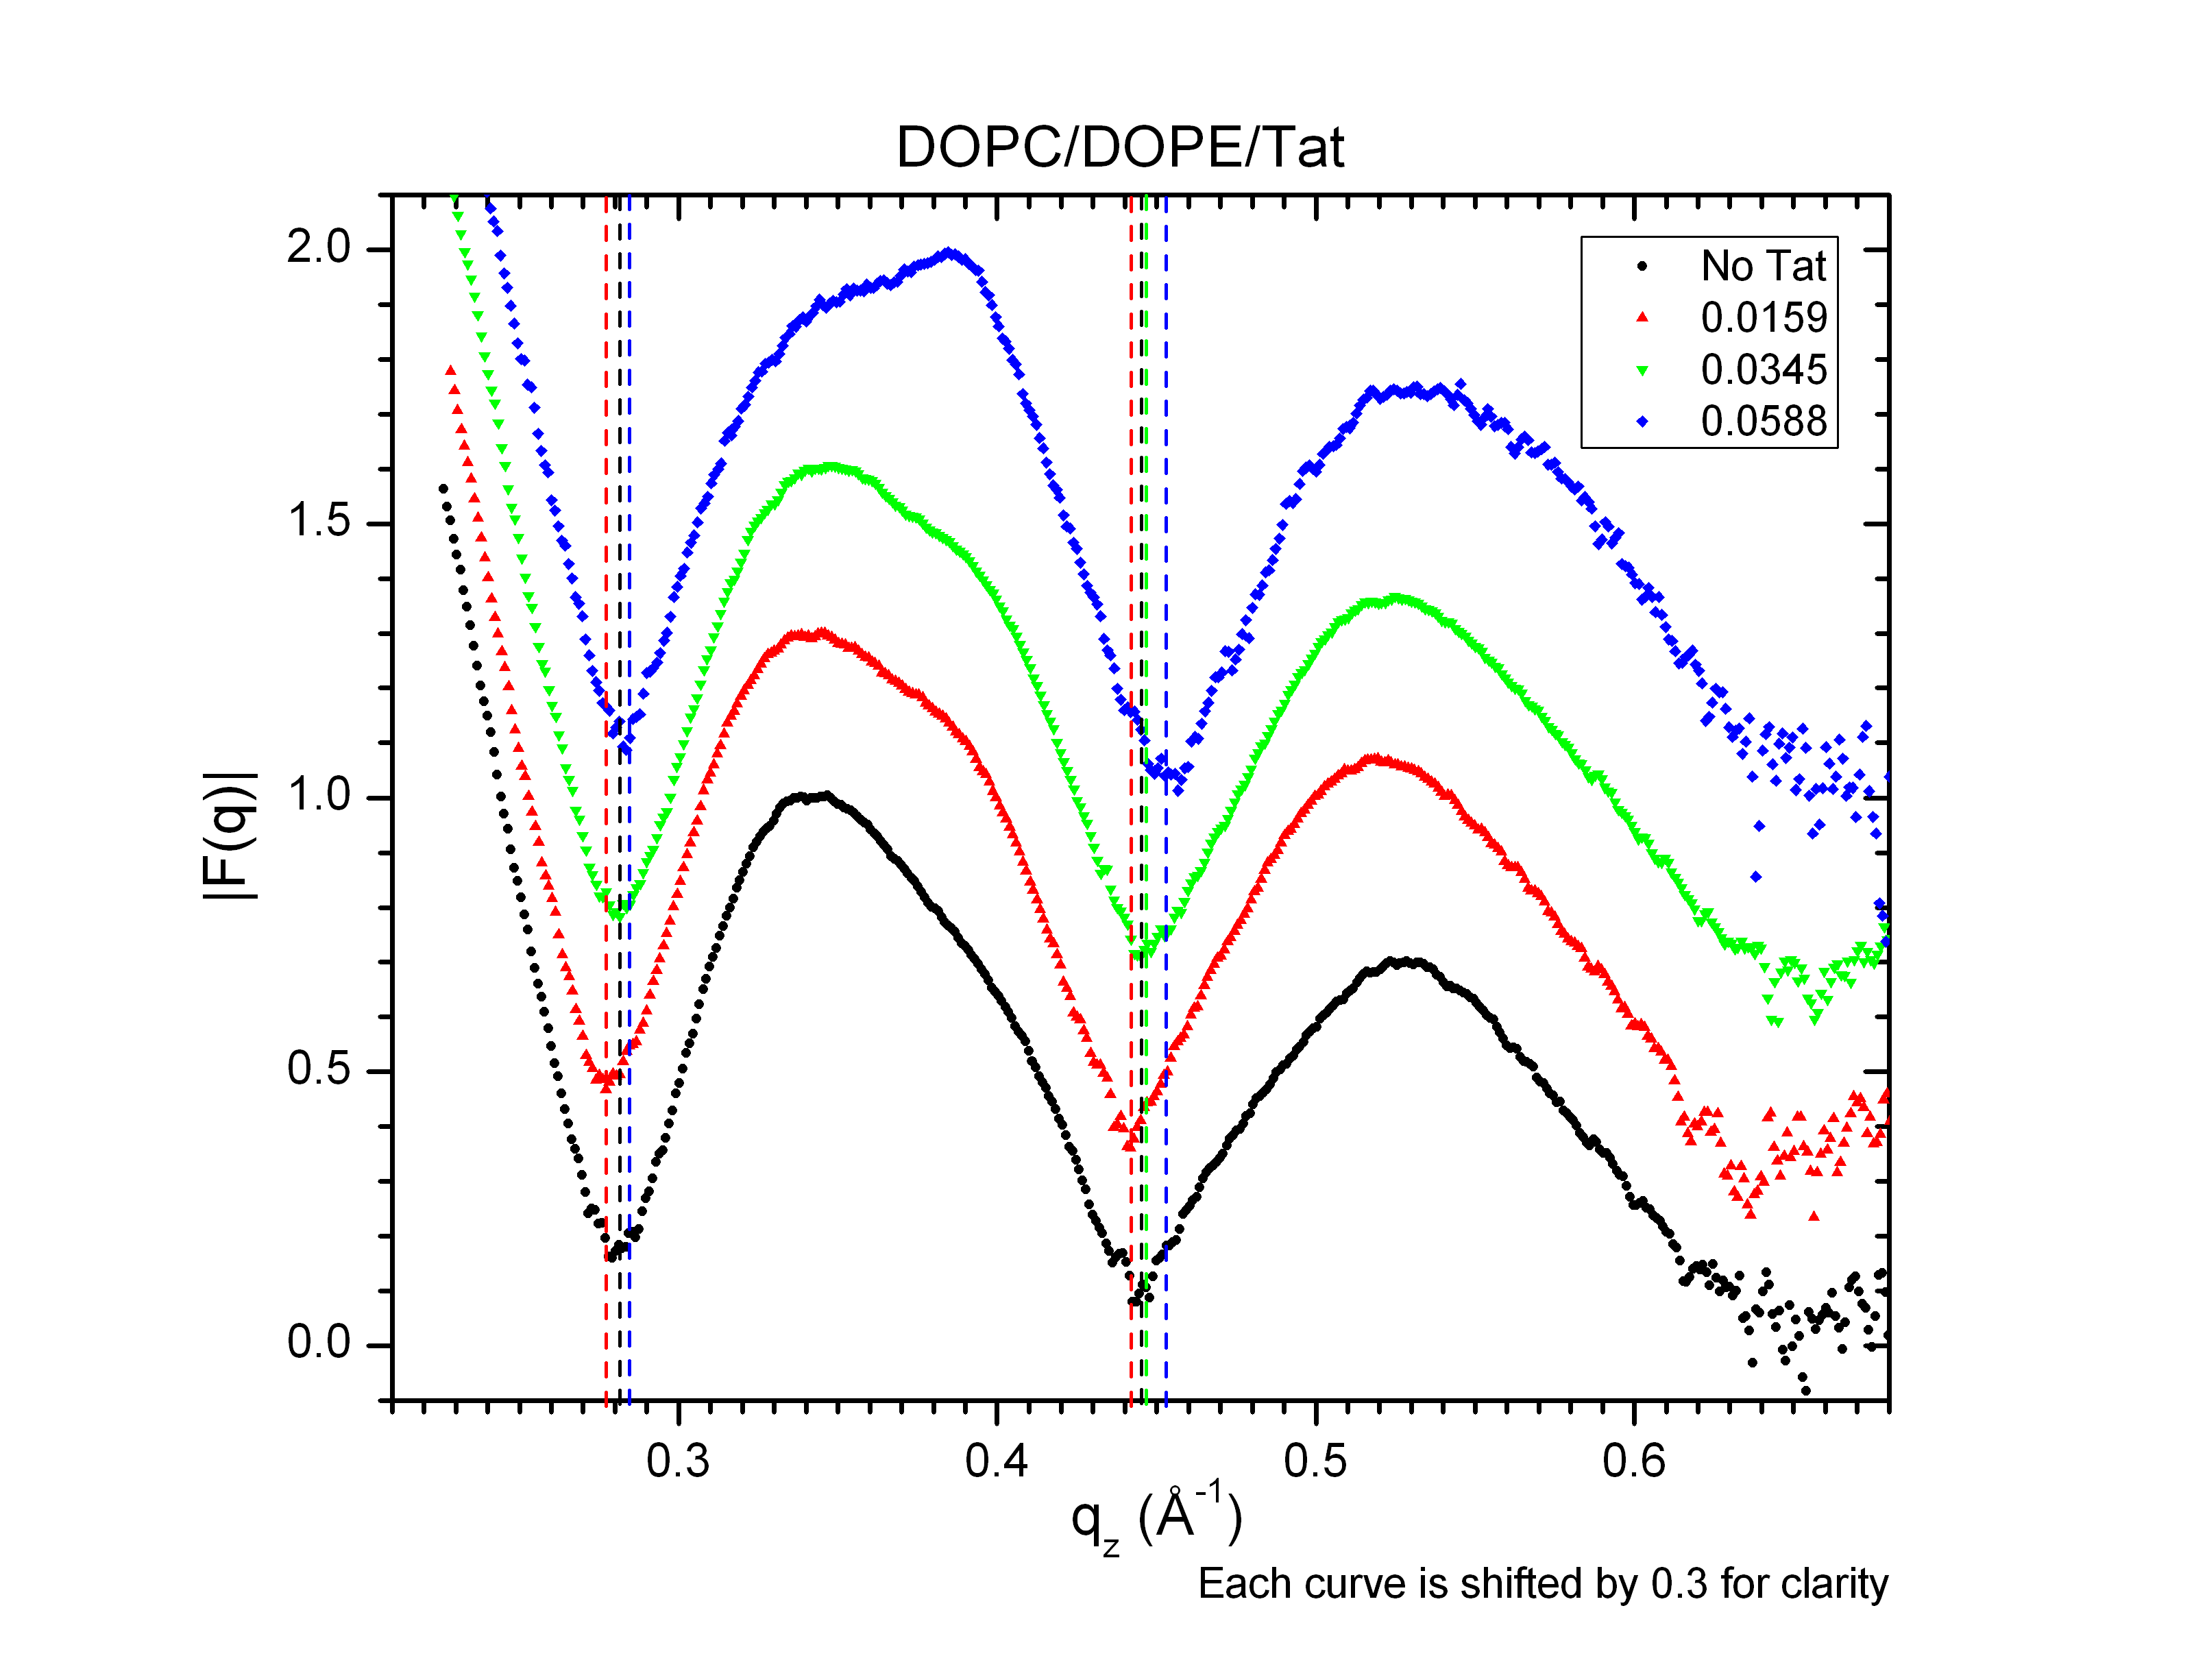 DOPC/DOPE/Tat
No Tat
0.0159
0.0345
0.0588
2.0
1.5
1.0
0.5
0.0
|F(q)|
0.3 0.4 0.5 0.6
q_z (Å^-1)
Each curve is shifted by 0.3 for clarity